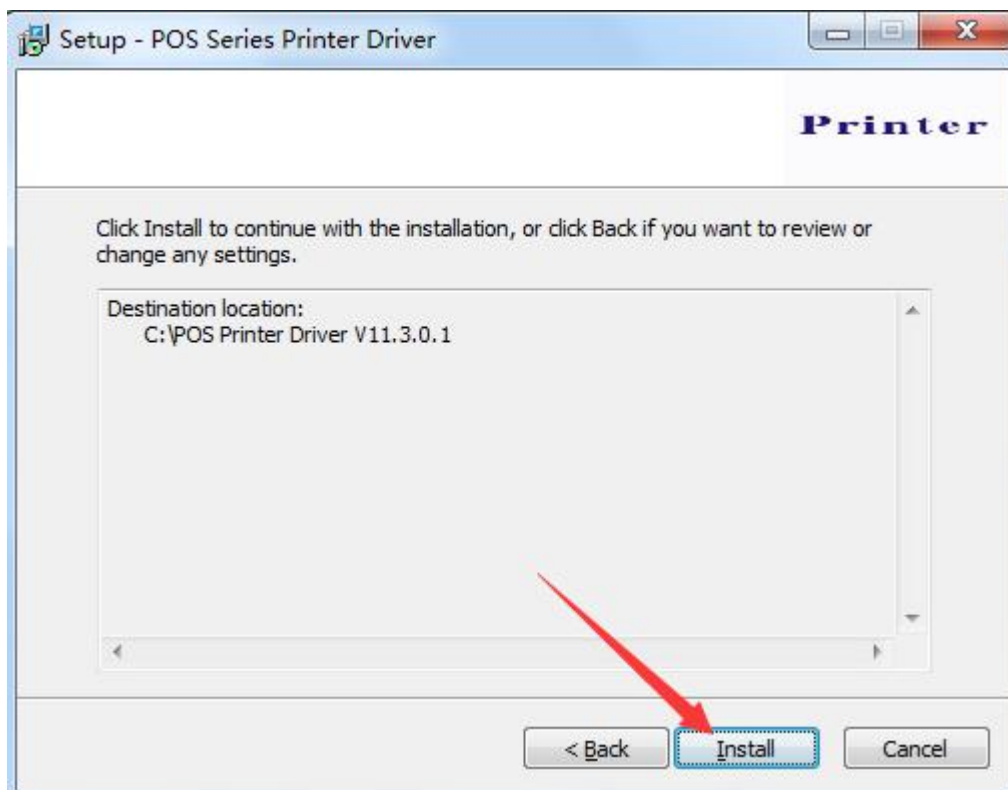 Setup - POS Series Printer Driver
Printer
Click Install to continue with the installation, or click Back if you want to review or
change any settings.
Destination location:
C:\POS Printer Driver V11.3.0.1
< Back
Install
Cancel